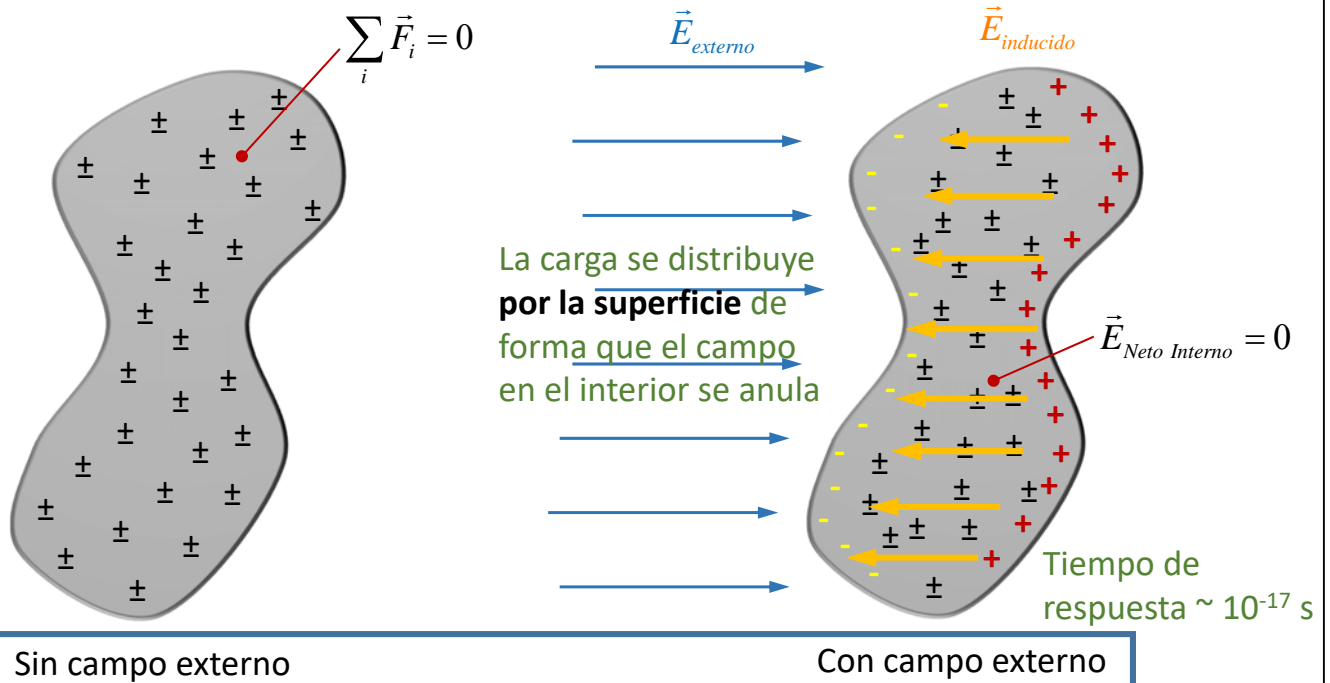 ∑ᵢ F⃗ᵢ = 0
E⃗ externo
E⃗ inducido
La carga se distribuye
por la superficie de
forma que el campo
en el interior se anula
E⃗ Neto Interno = 0
Tiempo de
respuesta ~ 10⁻¹⁷ s
Sin campo externo
Con campo externo